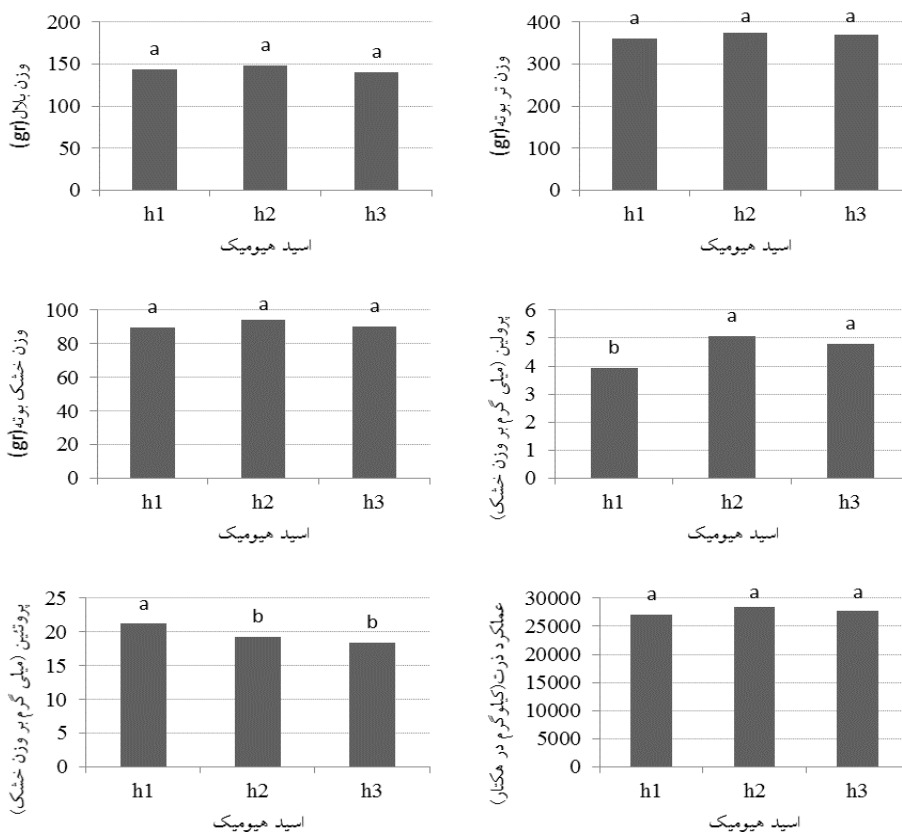 وزن بلال(gr)
200
150
100
50
0
a a a
h1 h2 h3
اسید هیومیک
وزن تر بوته(gr)
400
300
200
100
0
a a a
h1 h2 h3
اسید هیومیک
وزن خشک بوته(gr)
100
80
60
40
20
0
a a a
h1 h2 h3
اسید هیومیک
پرولین (میلی گرم بر وزن خشک)
6
5
4
3
2
1
0
b a a
h1 h2 h3
اسید هیومیک
پروتئین (میلی گرم بر وزن خشک)
25
20
15
10
5
0
a b b
h1 h2 h3
اسید هیومیک
عملکرد ذرت(کیلوگرم در هکتار)
30000
25000
20000
15000
10000
5000
0
a a a
h1 h2 h3
اسید هیومیک